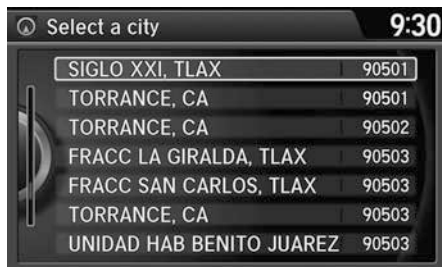 Select a city 9:30
SIGLO XXI, TLAX 90501
TORRANCE, CA 90501
TORRANCE, CA 90502
FRACC LA GIRALDA, TLAX 90503
FRACC SAN CARLOS, TLAX 90503
TORRANCE, CA 90503
UNIDAD HAB BENITO JUAREZ 90503